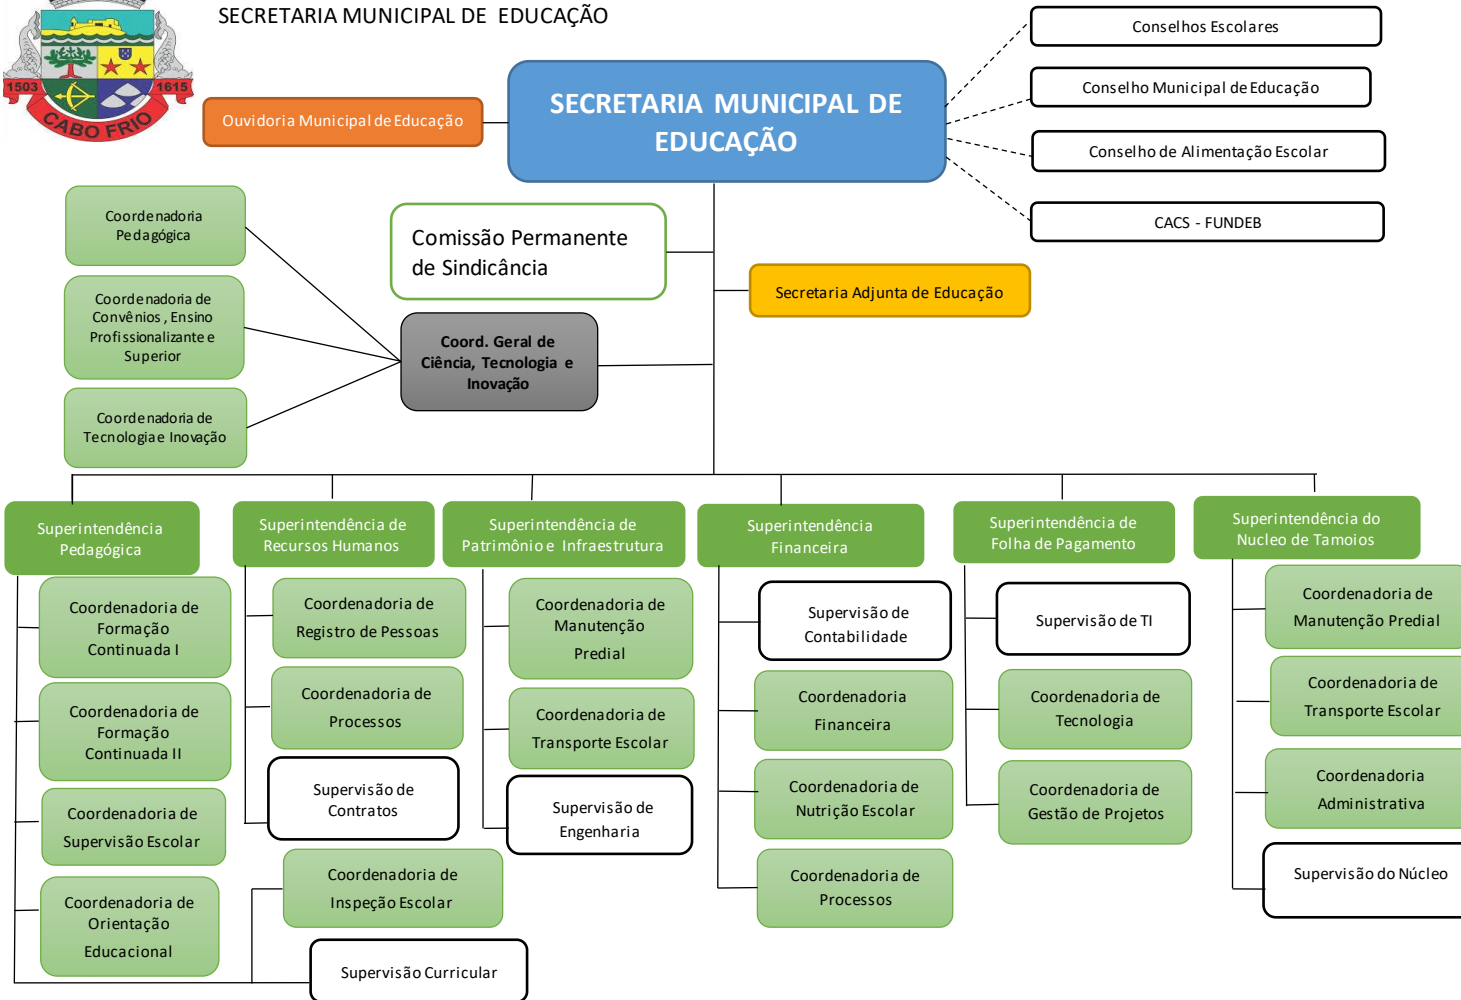 SECRETARIA MUNICIPAL DE EDUCAÇÃO
1503
1615
CABO FRIO
Ouvidoria Municipal de Educação
SECRETARIA MUNICIPAL DE
EDUCAÇÃO
Conselhos Escolares
Conselho Municipal de Educação
Conselho de Alimentação Escolar
CACS - FUNDEB
Coordenadoria
Pedagógica
Coordenadoria de
Convênios , Ensino
Profissionalizante e
Superior
Coordenadoria de
Tecnologia e Inovação
Comissão Permanente
de Sindicância
Coord. Geral de
Ciência, Tecnologia e
Inovação
Secretaria Adjunta de Educação
Superintendência
Pedagógica
Coordenadoria de
Formação
Continuada I
Coordenadoria de
Formação
Continuada II
Coordenadoria de
Supervisão Escolar
Coordenadoria de
Orientação
Educacional
Coordenadoria de
Inspeção Escolar
Supervisão Curricular
Superintendência de
Recursos Humanos
Coordenadoria de
Registro de Pessoas
Coordenadoria de
Processos
Supervisão de
Contratos
Superintendência de
Patrimônio e Infraestrutura
Coordenadoria de
Manutenção
Predial
Coordenadoria de
Transporte Escolar
Supervisão de
Engenharia
Superintendência
Financeira
Supervisão de
Contabilidade
Coordenadoria
Financeira
Coordenadoria de
Nutrição Escolar
Coordenadoria de
Processos
Superintendência de
Folha de Pagamento
Supervisão de TI
Coordenadoria de
Tecnologia
Coordenadoria de
Gestão de Projetos
Superintendência do
Nucleo de Tamoios
Coordenadoria de
Manutenção Predial
Coordenadoria de
Transporte Escolar
Coordenadoria
Administrativa
Supervisão do Núcleo